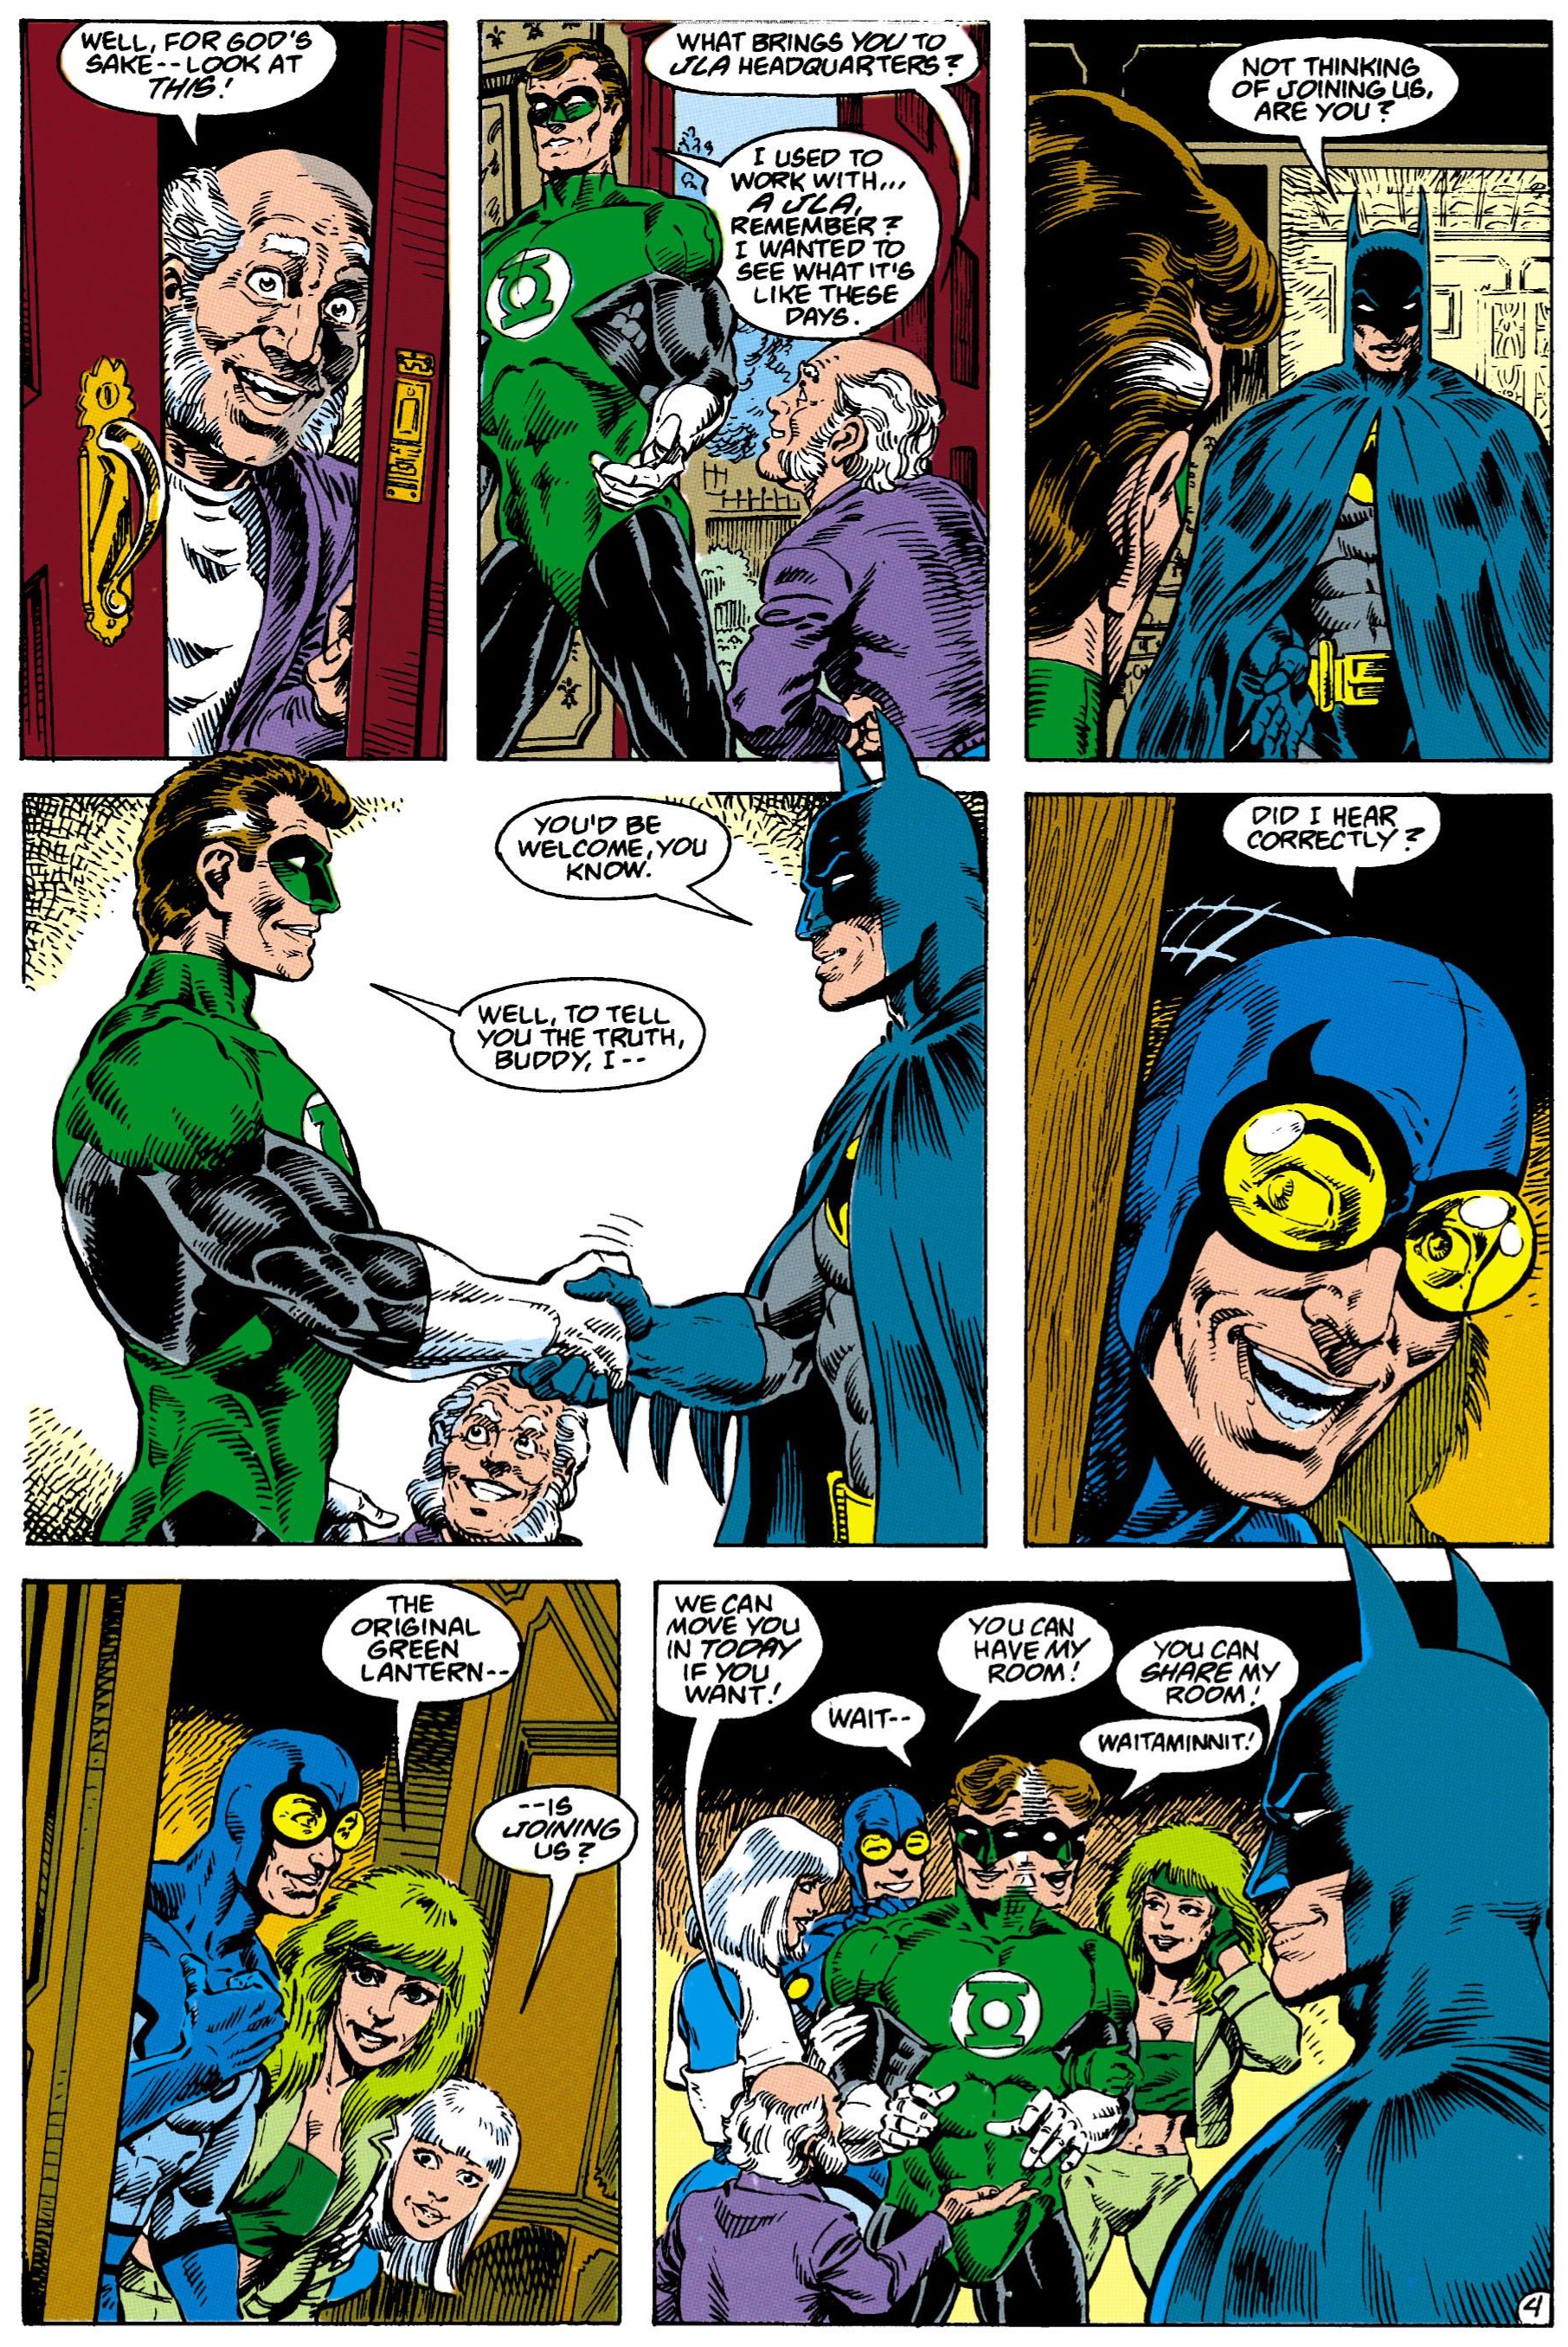 WELL, FOR GOD'S
SAKE--LOOK AT
THIS!
WHAT BRINGS YOU TO
JLA HEADQUARTERS?
I USED TO
WORK WITH...
A JLA,
REMEMBER?
I WANTED TO
SEE WHAT IT'S
LIKE THESE
DAYS.
NOT THINKING
OF JOINING US,
ARE YOU?
YOU'D BE
WELCOME, YOU
KNOW.
WELL, TO TELL
YOU THE TRUTH,
BUDDY, I--
DID I HEAR
CORRECTLY?
THE
ORIGINAL
GREEN
LANTERN--
--IS
JOINING
US?
WE CAN
MOVE YOU
IN TODAY
IF YOU
WANT!
WAIT--
YOU CAN
HAVE MY
ROOM!
YOU CAN
SHARE MY
ROOM!
WAITAMINNIT!
4